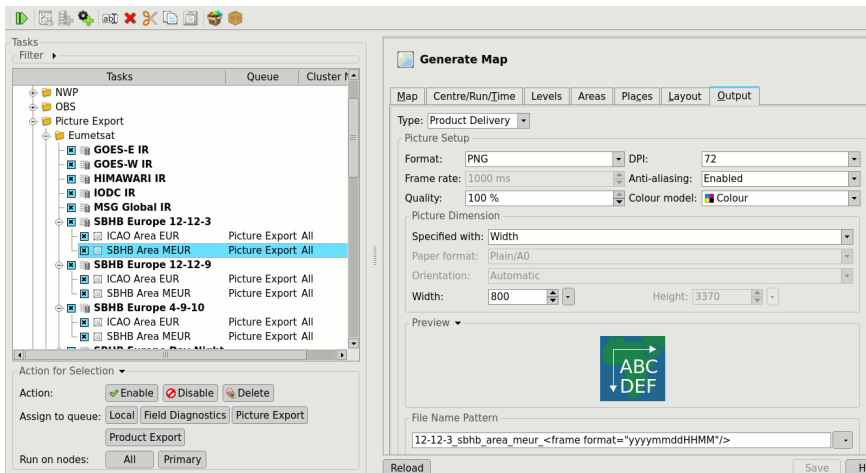 Tasks
Filter
Tasks Queue Cluster
NWP
OBS
Picture Export
Eumetsat
GOES-E IR
GOES-W IR
HIMAWARI IR
IODC IR
MSG Global IR
SBHB Europe 12-12-3
ICAO Area EUR Picture Export All
SBHB Area MEUR Picture Export All
SBHB Europe 12-12-9
ICAO Area EUR Picture Export All
SBHB Area MEUR Picture Export All
SBHB Europe 4-9-10
ICAO Area EUR Picture Export All
SBHB Area MEUR Picture Export All
SBHB Europe Day Night
Action for Selection
Action: Enable Disable Delete
Assign to queue: Local Field Diagnostics Picture Export
Product Export
Run on nodes: All Primary
Generate Map
Map Centre/Run/Time Levels Areas Places Layout Output
Type: Product Delivery
Picture Setup
Format: PNG DPI: 72
Frame rate: 1000 ms Anti-aliasing: Enabled
Quality: 100 % Colour model: Colour
Picture Dimension
Specified with: Width
Paper format: Plain/A0
Orientation: Automatic
Width: 800 Height: 3370
Preview
ABC
DEF
File Name Pattern
12-12-3_sbhb_area_meur_<frame format="yyyymmddHHMM"/>
Reload Save H